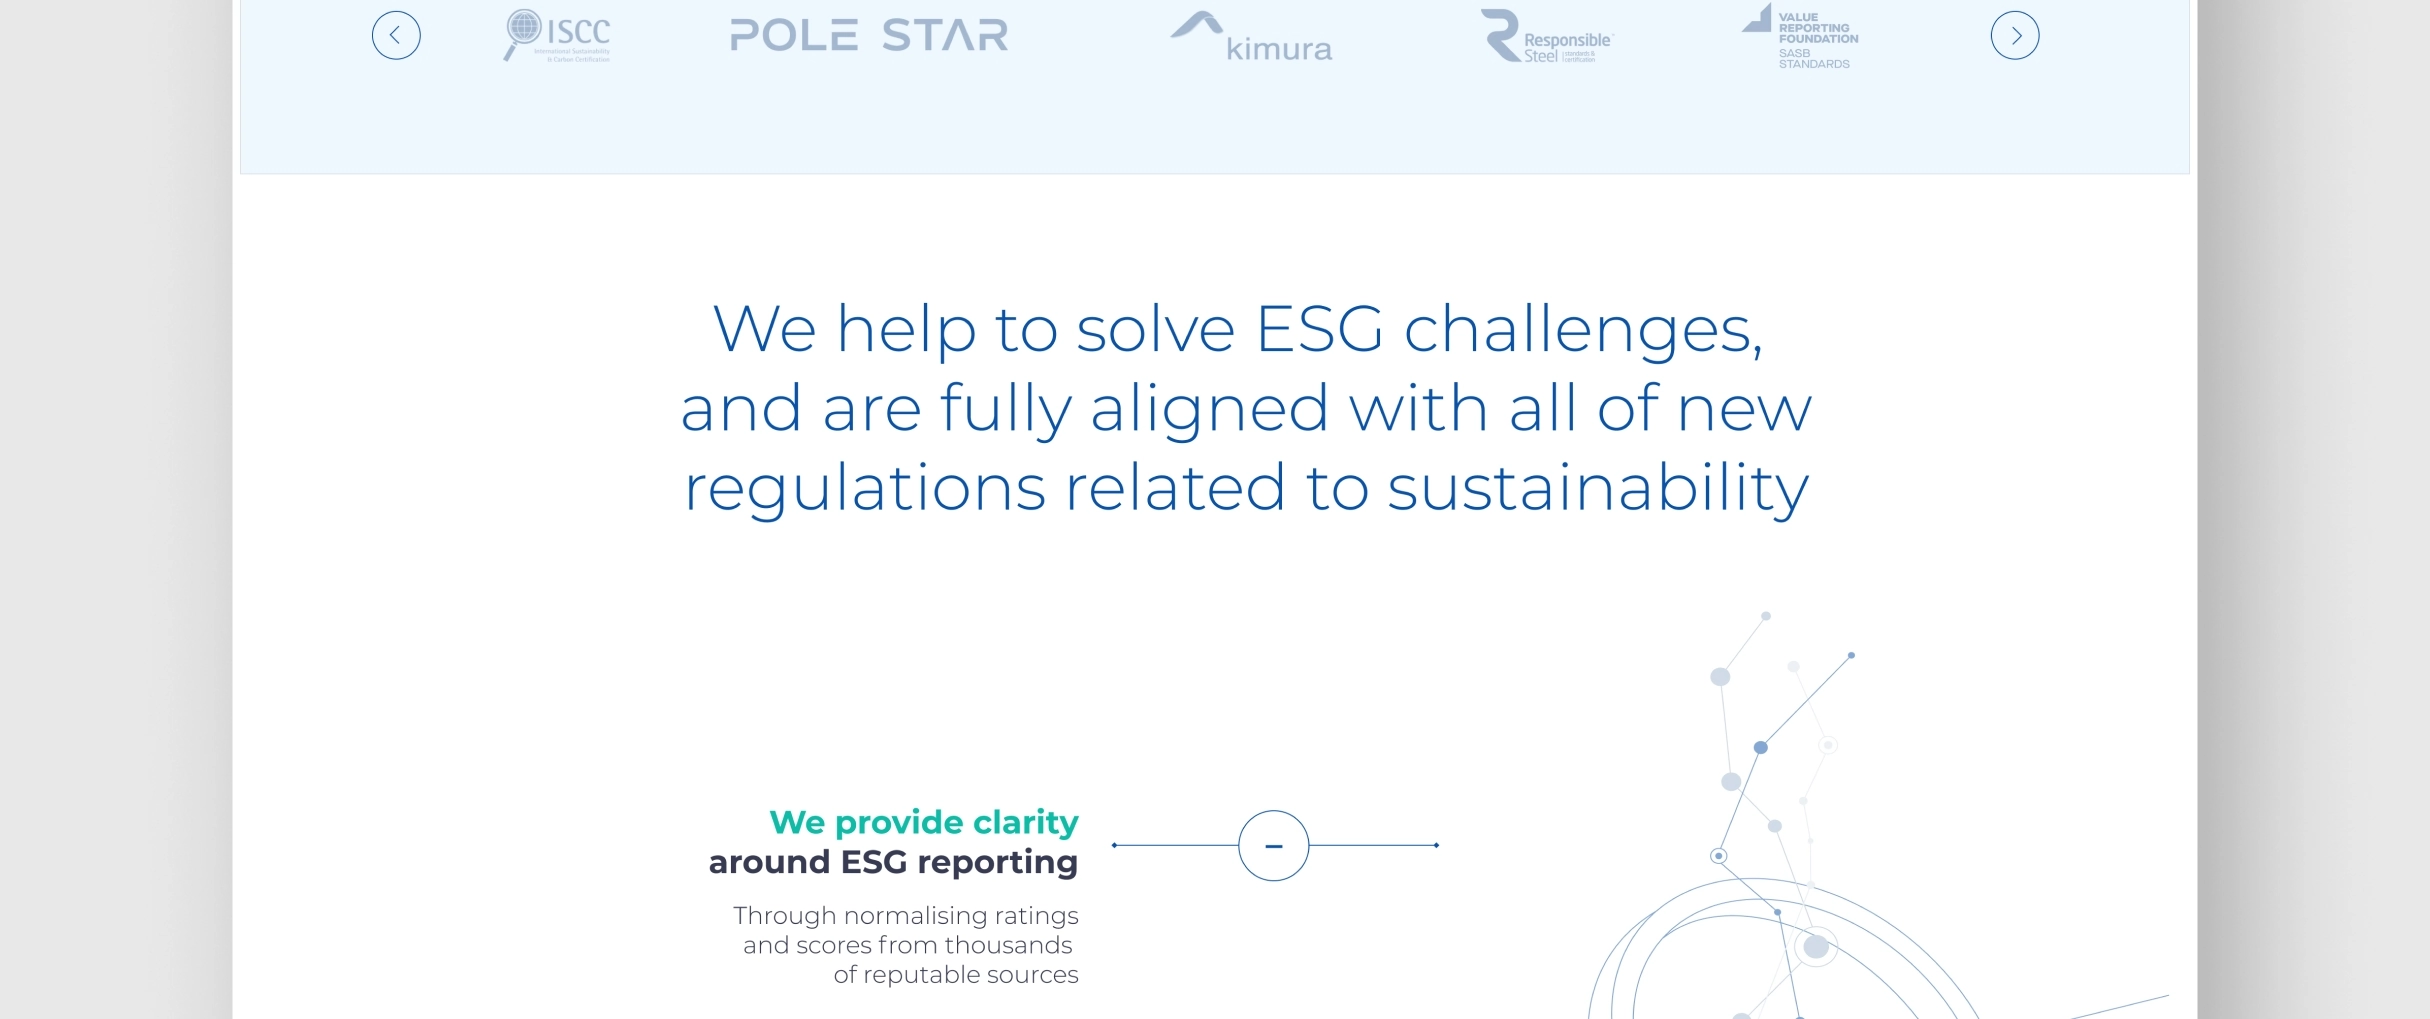 ISCC
International Sustainability
& Carbon Certification
POLE STAR
kimura
Responsible
Steel
standards &
certification
VALUE
REPORTING
FOUNDATION
SASB
STANDARDS
We help to solve ESG challenges,
and are fully aligned with all of new
regulations related to sustainability
We provide clarity
around ESG reporting
Through normalising ratings
and scores from thousands
of reputable sources